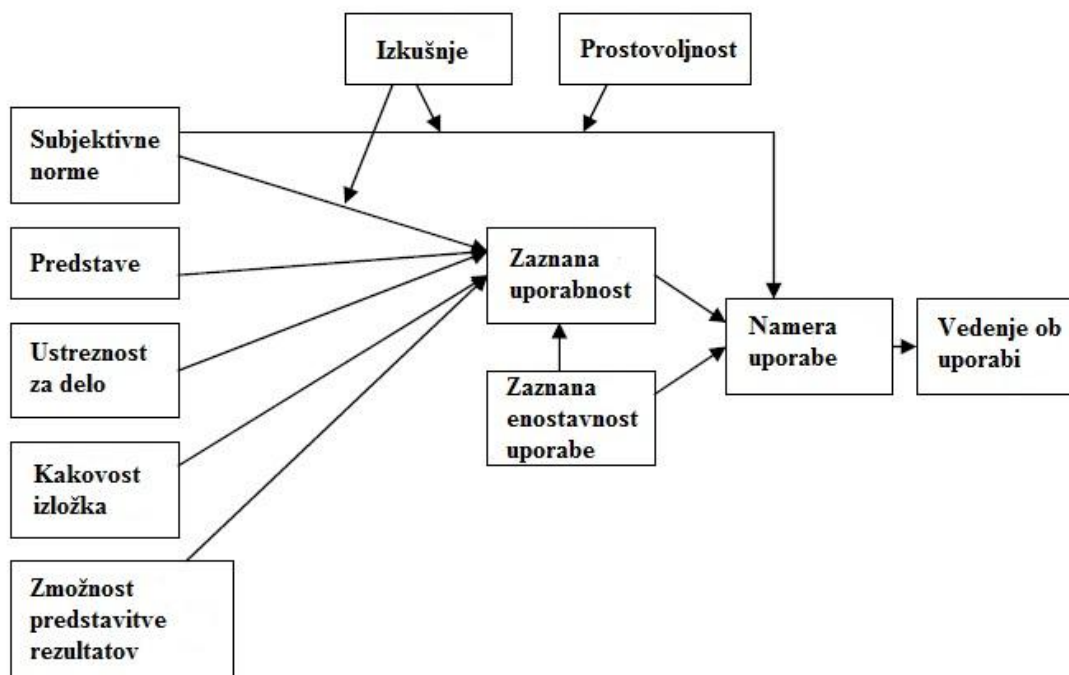 Izkušnje
Prostovoljnost
Subjektivne
norme
Predstave
Zaznana
uporabnost
Ustreznost
za delo
Namera
uporabe
Vedenje ob
uporabi
Zaznana
enostavnost
uporabe
Kakovost
izložka
Zmožnost
predstavitve
rezultatov